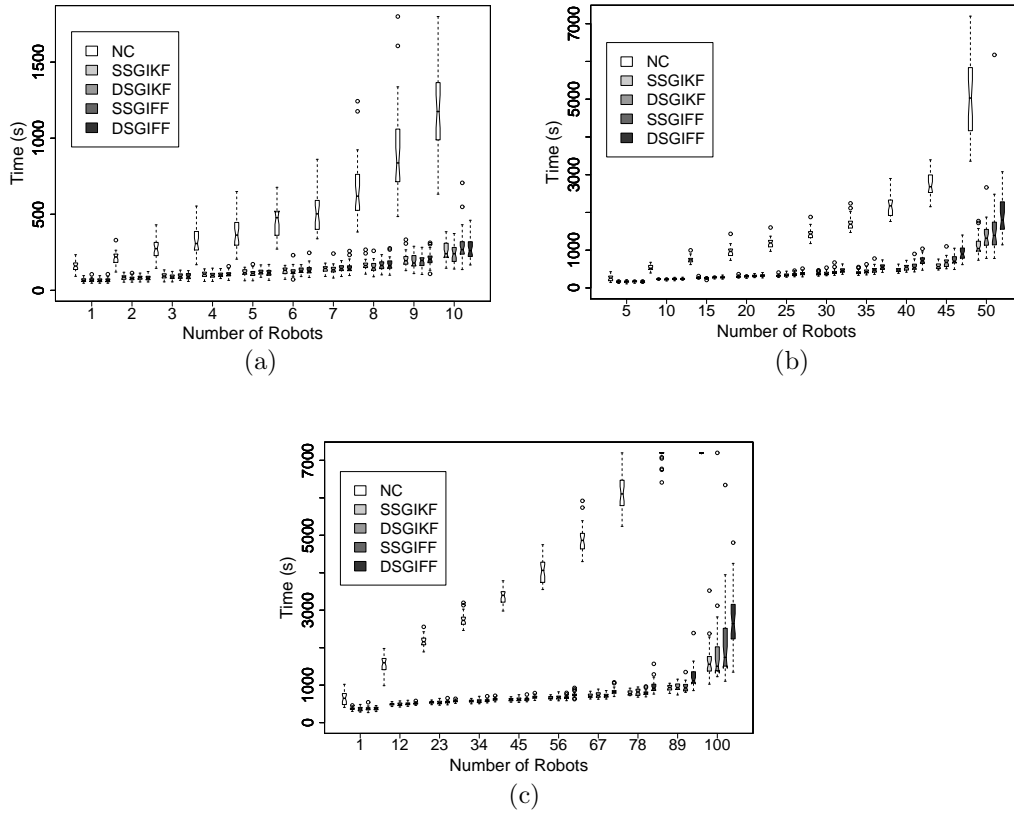 NC
SSGIKF
DSGIKF
SSGIFF
DSGIFF
Time (s)
0
500
1000
1500
1 2 3 4 5 6 7 8 9 10
Number of Robots
(a)
NC
SSGIKF
DSGIKF
SSGIFF
DSGIFF
Time (s)
0
1000
3000
5000
7000
5 10 15 20 25 30 35 40 45 50
Number of Robots
(b)
NC
SSGIKF
DSGIKF
SSGIFF
DSGIFF
Time (s)
0
1000
3000
5000
7000
1 12 23 34 45 56 67 78 89 100
Number of Robots
(c)